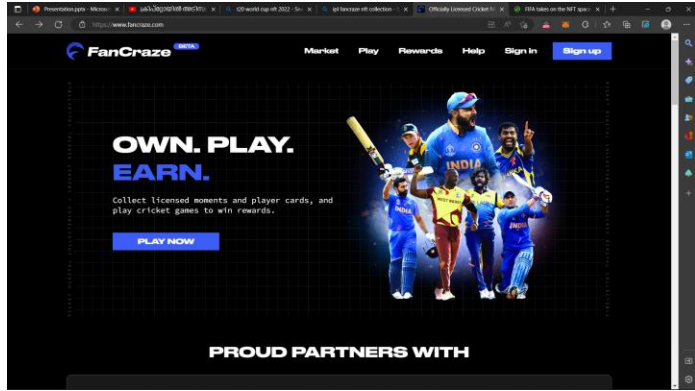 Presentation.pptx - Microso
ക്രിപ്റ്റോയിൽ
t20 world cup nft 2022 - Se
ipl fancraze nft collection -
Officially Licensed Cricket
FIFA takes on the NFT space
https://www.fancraze.com
FanCraze BETA
Market Play Rewards Help Sign in Sign up
OWN. PLAY.
EARN.
Collect licensed moments and player cards, and
play cricket games to win rewards.
PLAY NOW
INDIA
INDIA
WEST INDIES
INDIA
PROUD PARTNERS WITH